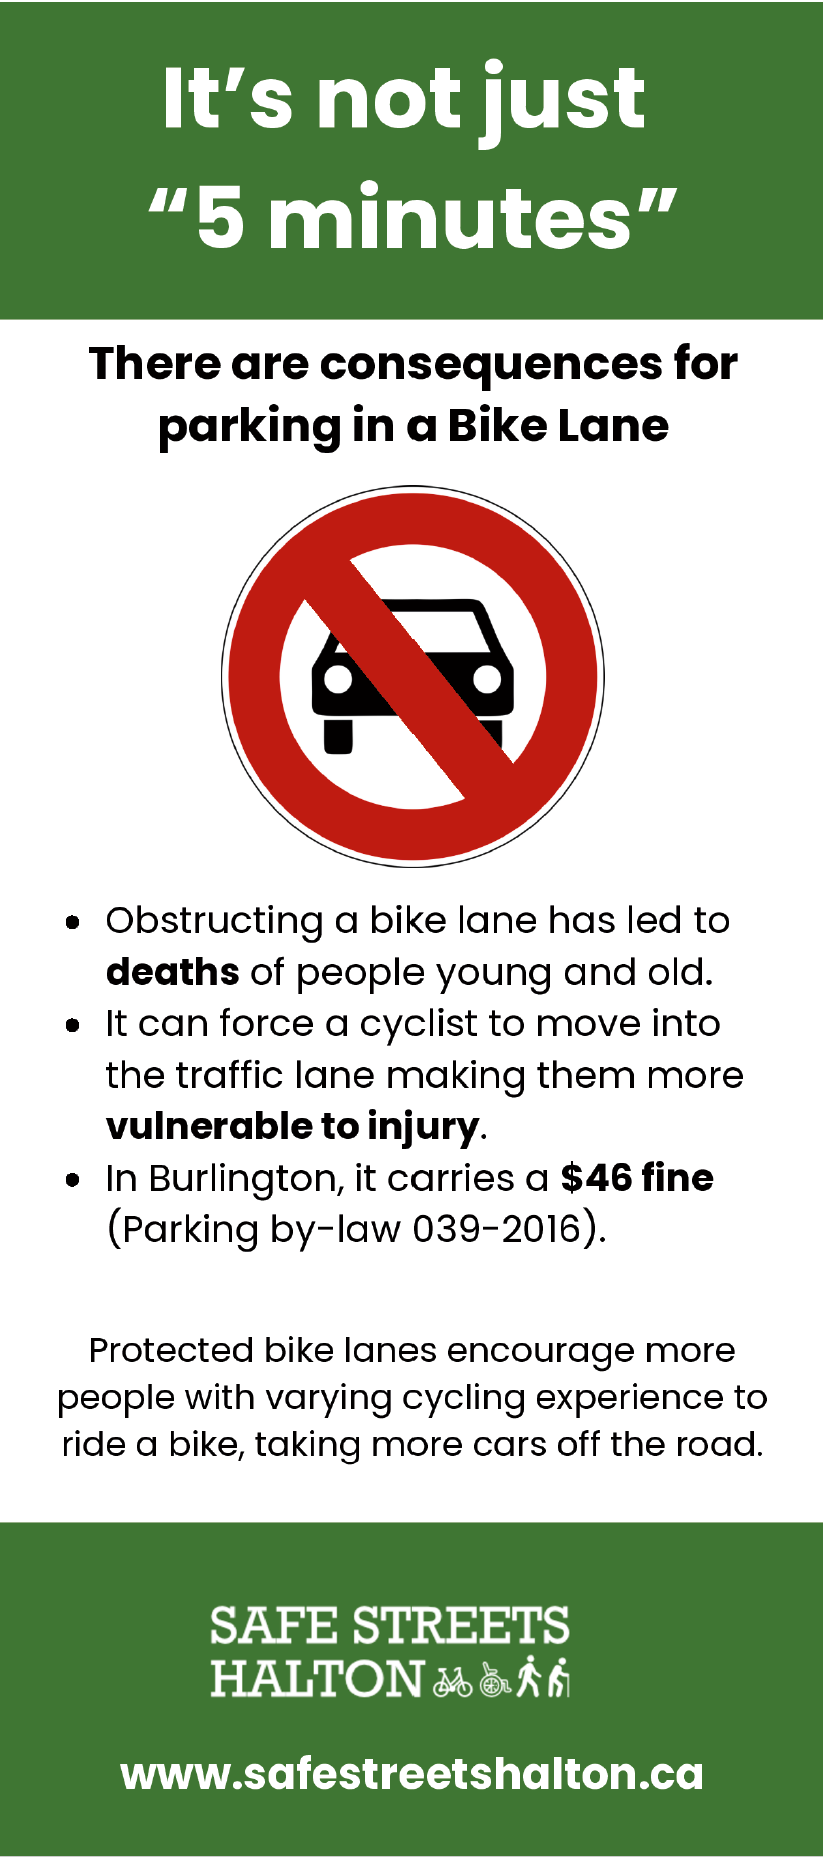 It’s not just
“5 minutes”
There are consequences for
parking in a Bike Lane
• Obstructing a bike lane has led to
deaths of people young and old.
• It can force a cyclist to move into
the traffic lane making them more
vulnerable to injury.
• In Burlington, it carries a $46 fine
(Parking by-law 039-2016).
Protected bike lanes encourage more
people with varying cycling experience to
ride a bike, taking more cars off the road.
SAFE STREETS
HALTON
www.safestreetshalton.ca